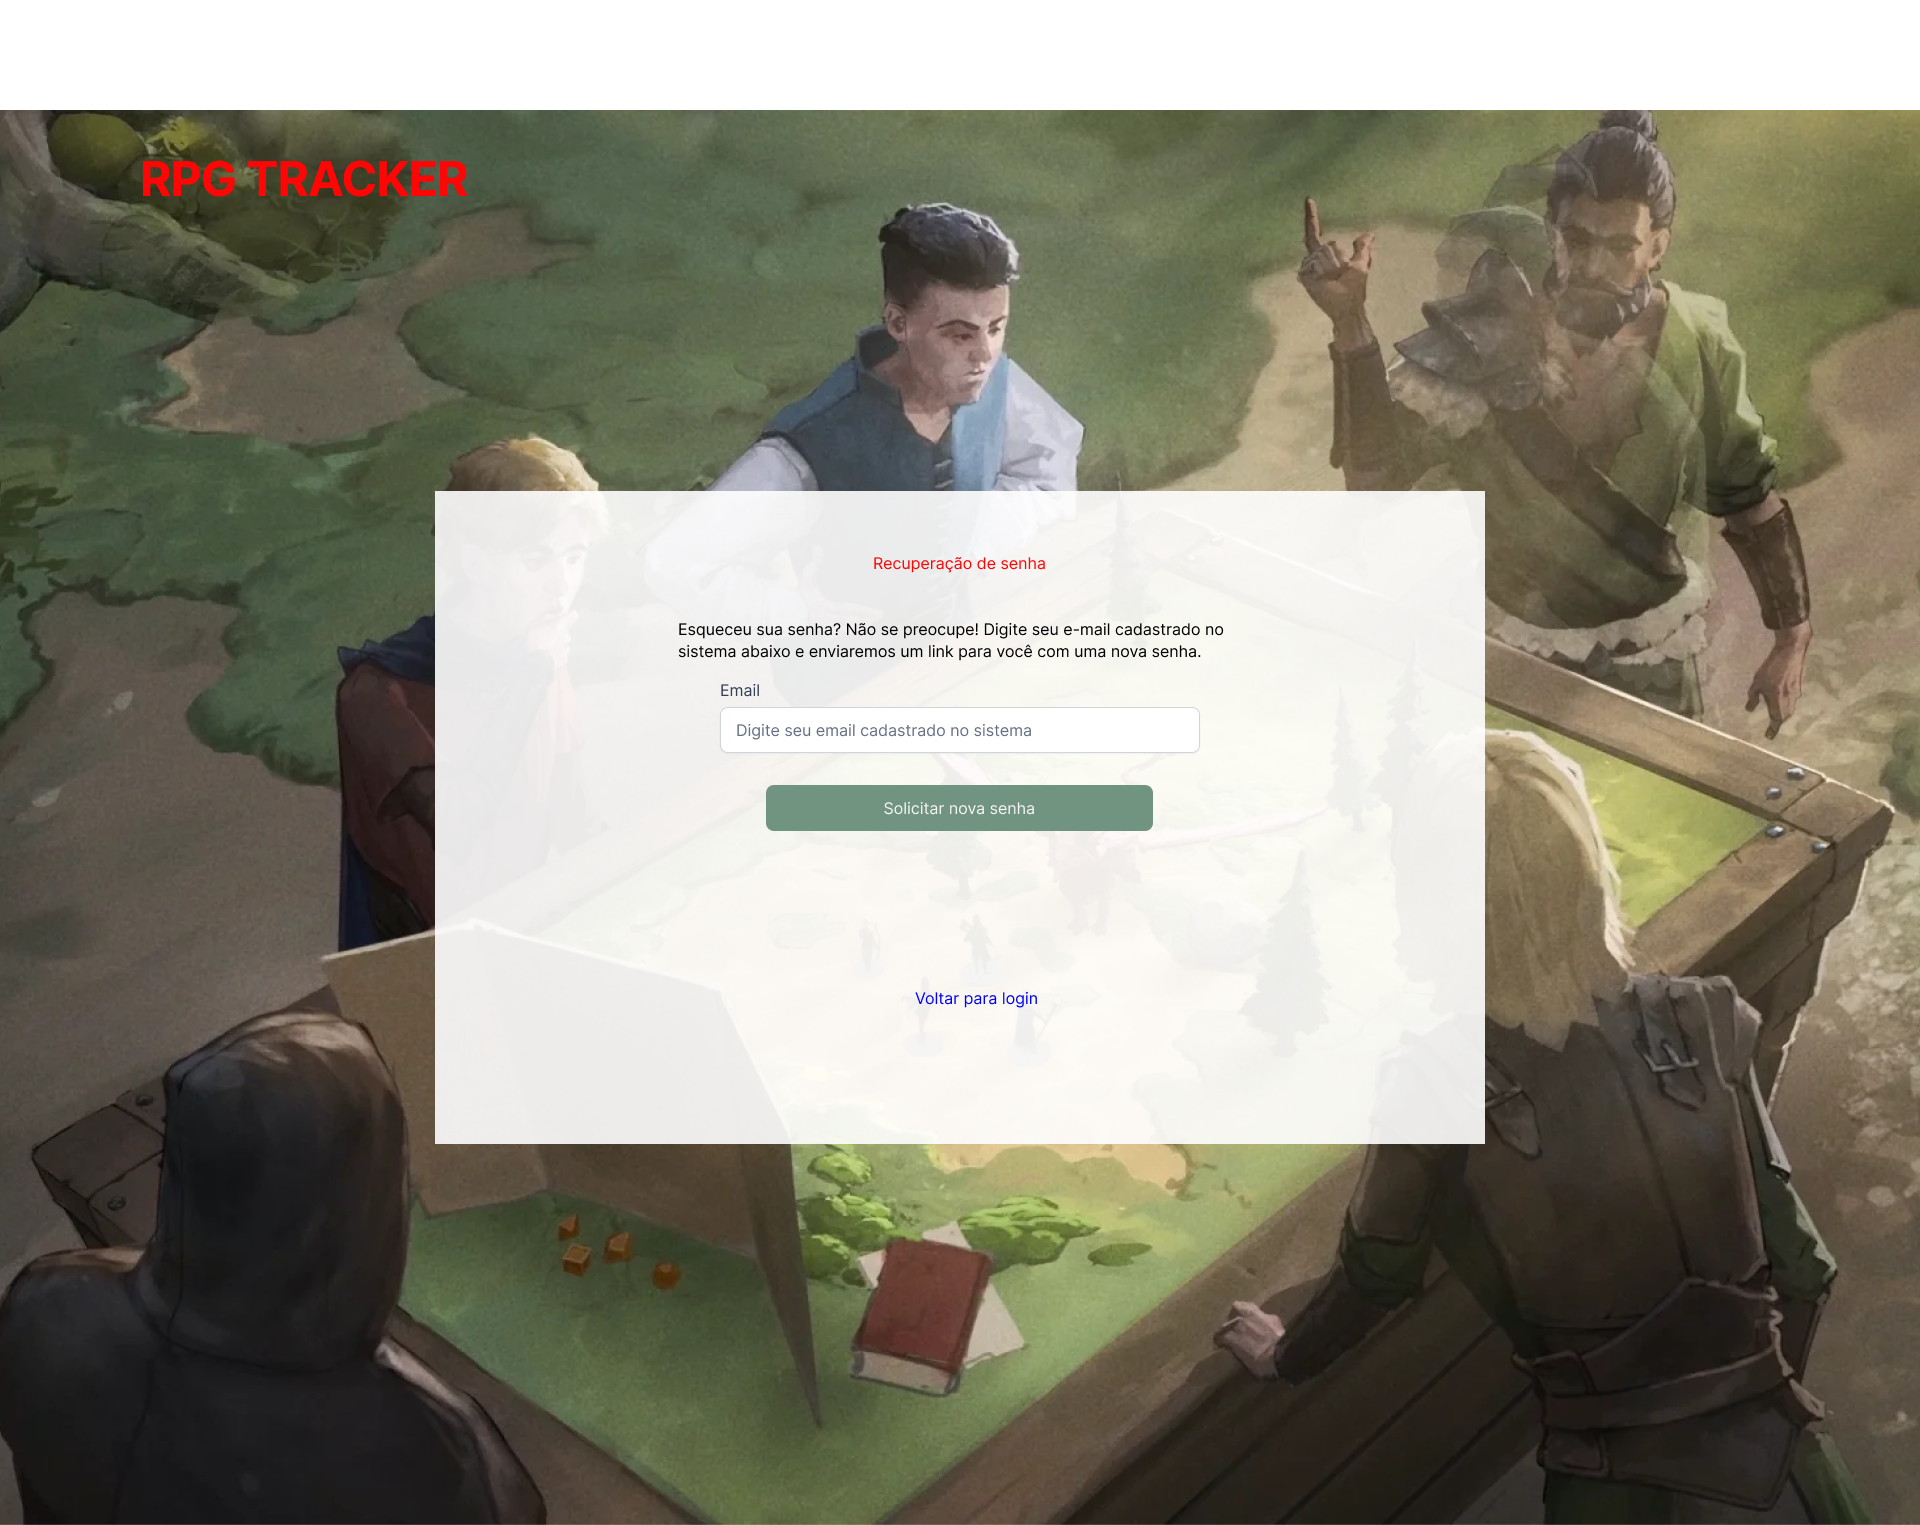 RPG TRACKER
Recuperação de senha
Esqueceu sua senha? Não se preocupe! Digite seu e-mail cadastrado no
sistema abaixo e enviaremos um link para você com uma nova senha.
Email
Digite seu email cadastrado no sistema
Solicitar nova senha
Voltar para login